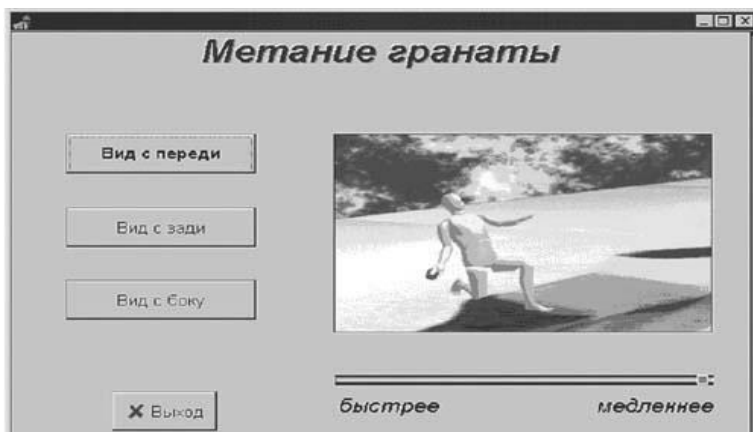 Метание гранаты
Вид с переди
Вид с зади
Вид с боку
Выход
быстрее
медленнее